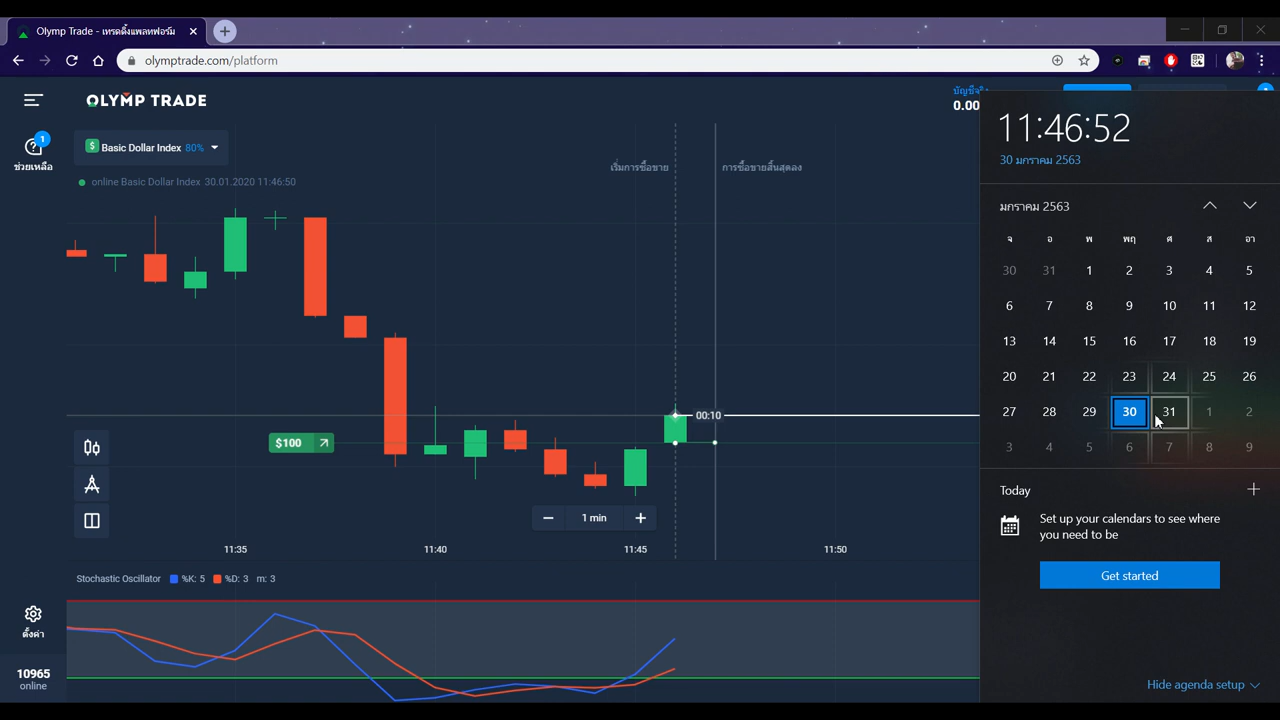 Olymp Trade - เทรดดิ้งแพลทฟอร์ม
olymptrade.com/platform
OLYMP TRADE
บัญชีจริง
0.00
1
ช่วยเหลือ
Basic Dollar Index 80%
online Basic Dollar Index 30.01.2020 11:46:50
เริ่มการซื้อขาย
การซื้อขายสิ้นสุดลง
00:10
$100
1 min
11:35 11:40 11:45 11:50
Stochastic Oscillator %K: 5 %D: 3 m: 3
ตั้งค่า
10965
online
11:46:52
30 มกราคม 2563
มกราคม 2563
จ อ พ พฤ ศ ส อา
30 31 1 2 3 4 5
6 7 8 9 10 11 12
13 14 15 16 17 18 19
20 21 22 23 24 25 26
27 28 29 30 31 1 2
3 4 5 6 7 8 9
Today
Set up your calendars to see where
you need to be
Get started
Hide agenda setup